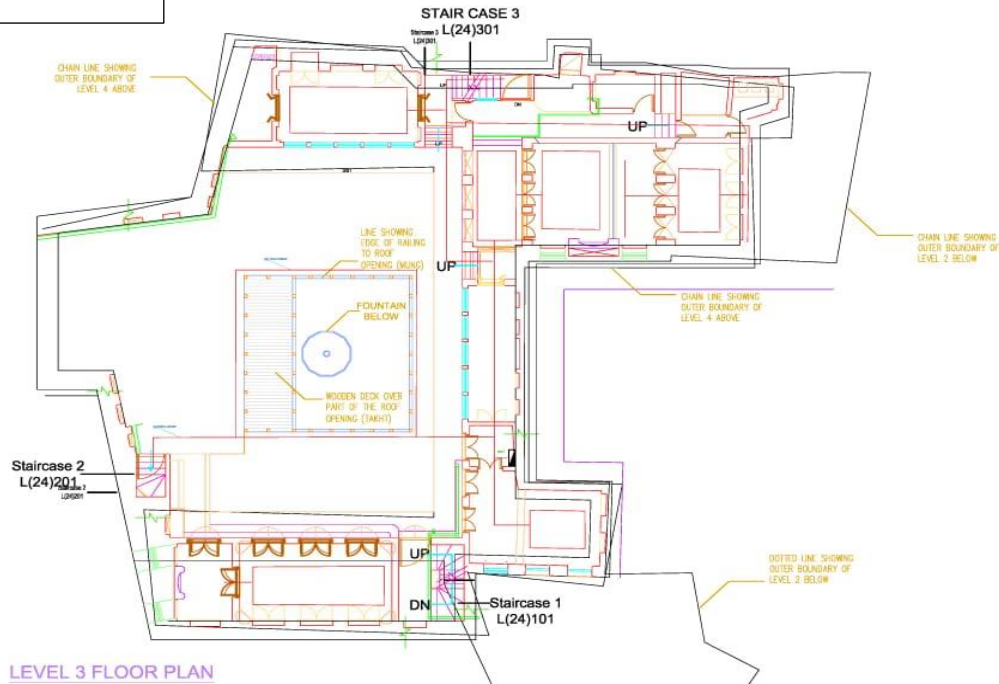 STAIR CASE 3
L(24)301
Staircase 3
L(24)301
CHAIN LINE SHOWING
OUTER BOUNDARY OF
LEVEL 4 ABOVE
UP
DN
UP
UP
LINE SHOWING
EDGE OF RAILING
TO ROOF
OPENING (MUNG)
UP
CHAIN LINE SHOWING
OUTER BOUNDARY OF
LEVEL 2 BELOW
CHAIN LINE SHOWING
OUTER BOUNDARY OF
LEVEL 4 ABOVE
FOUNTAIN
BELOW
WOODEN DECK OVER
PART OF THE ROOF
OPENING (TAKHT)
Staircase 2
L(24)201
Staircase 2
L(24)201
UP
DN
Staircase 1
L(24)101
DOTTED LINE SHOWING
OUTER BOUNDARY OF
LEVEL 2 BELOW
LEVEL 3 FLOOR PLAN